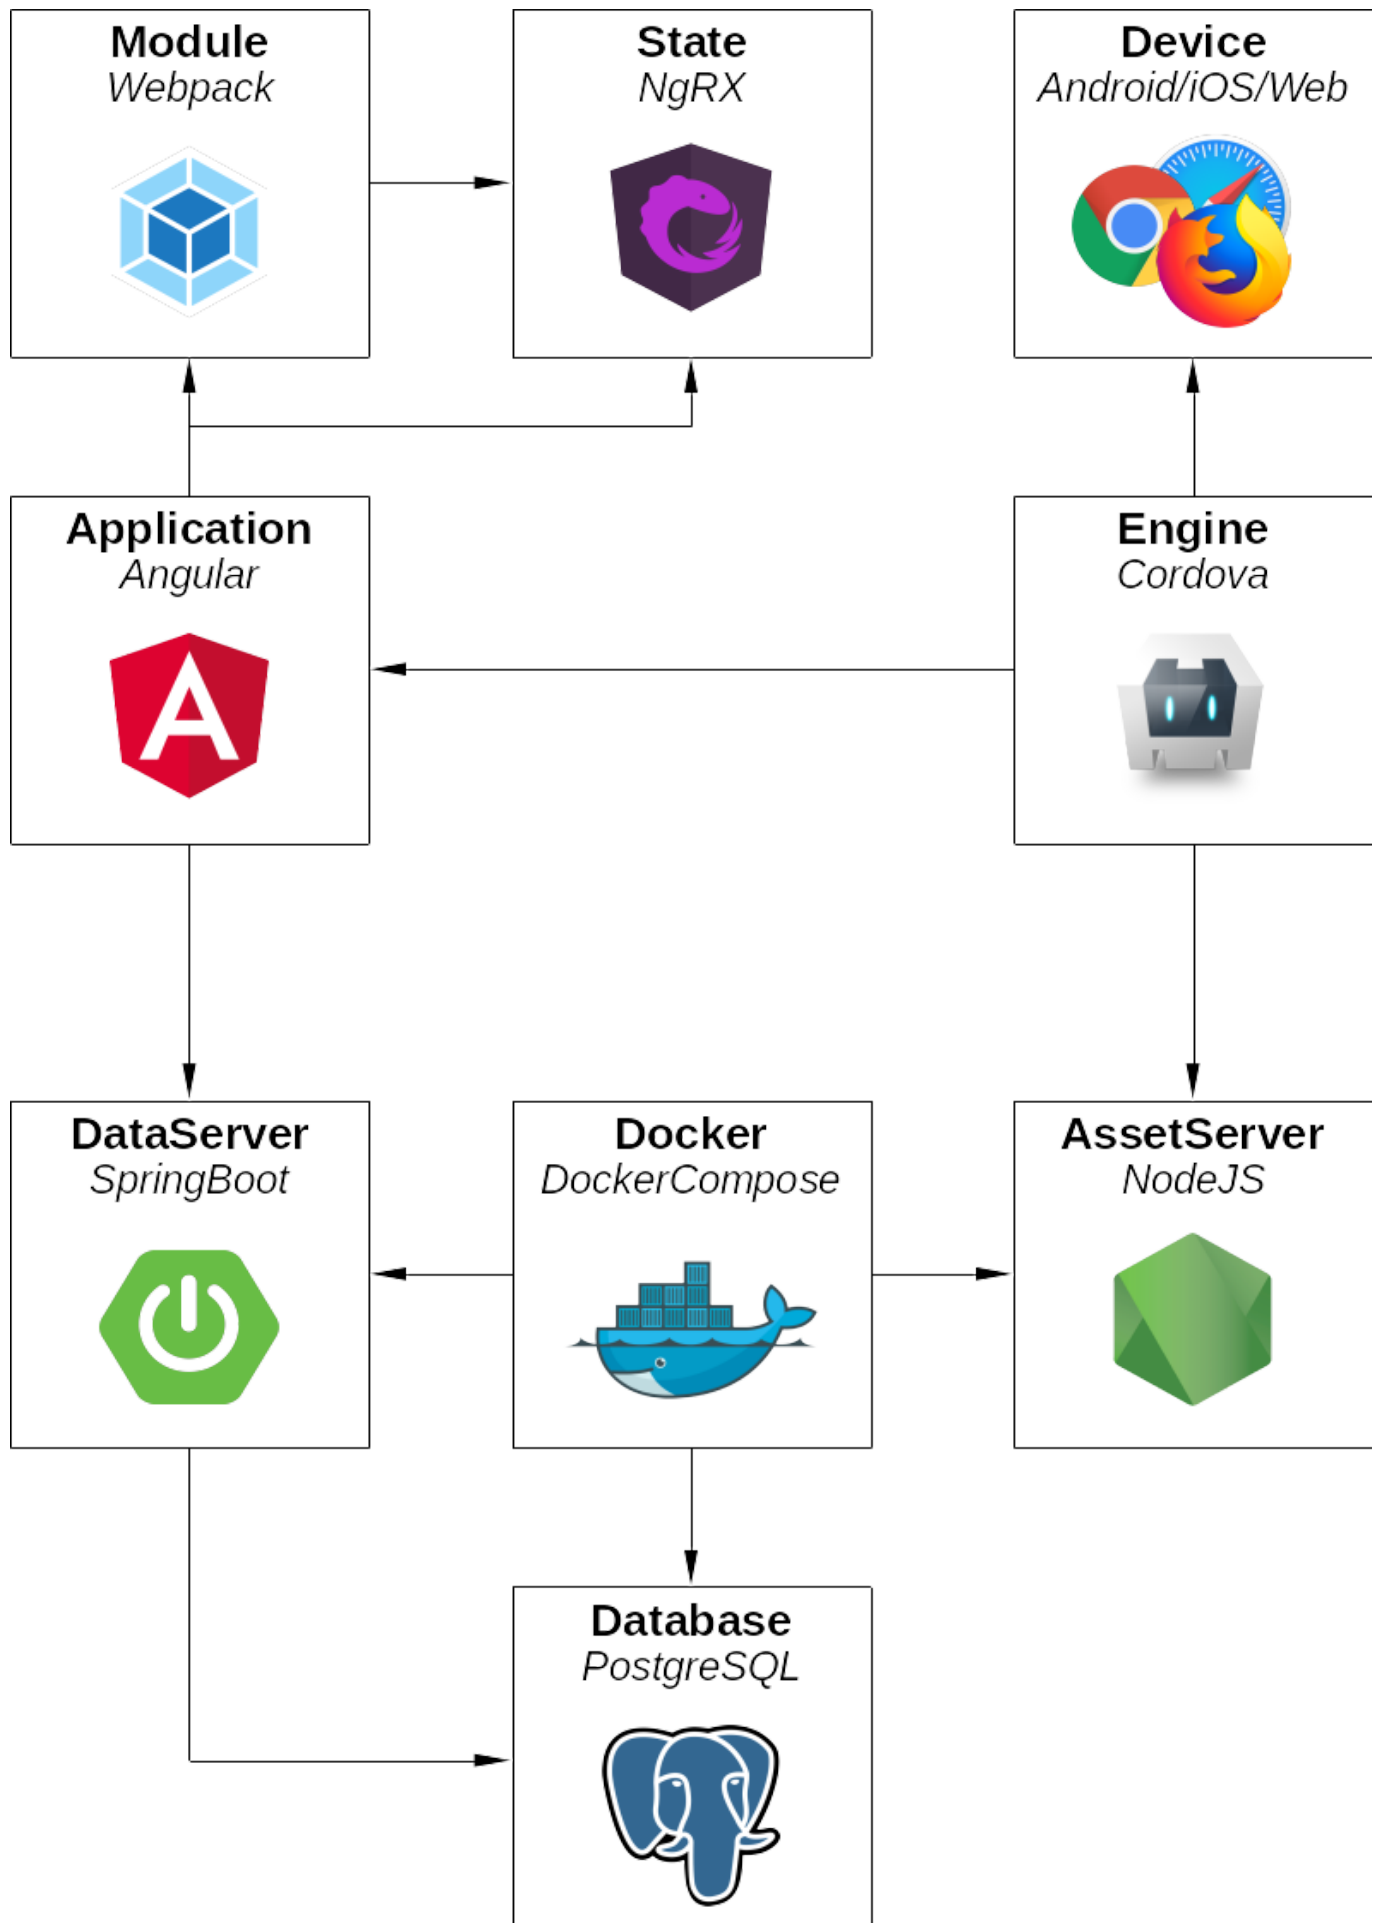 Module
Webpack
State
NgRX
Device
Android/iOS/Web
Application
Angular
Engine
Cordova
DataServer
SpringBoot
Docker
DockerCompose
AssetServer
NodeJS
Database
PostgreSQL